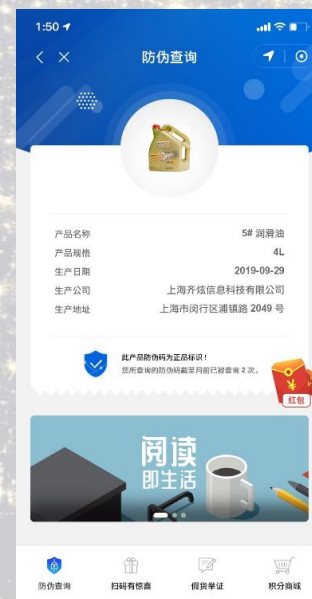 1:50
防伪查询
产品名称 5# 润滑油
产品规格 4L
生产日期 2019-09-29
生产公司 上海齐炫信息科技有限公司
生产地址 上海市闵行区浦镇路 2049 号
此产品防伪码为正品标识！
您所查询的防伪码截至目前已被查询 2 次。
红包
阅读
即生活
防伪查询 扫码有惊喜 假货举证 积分商城